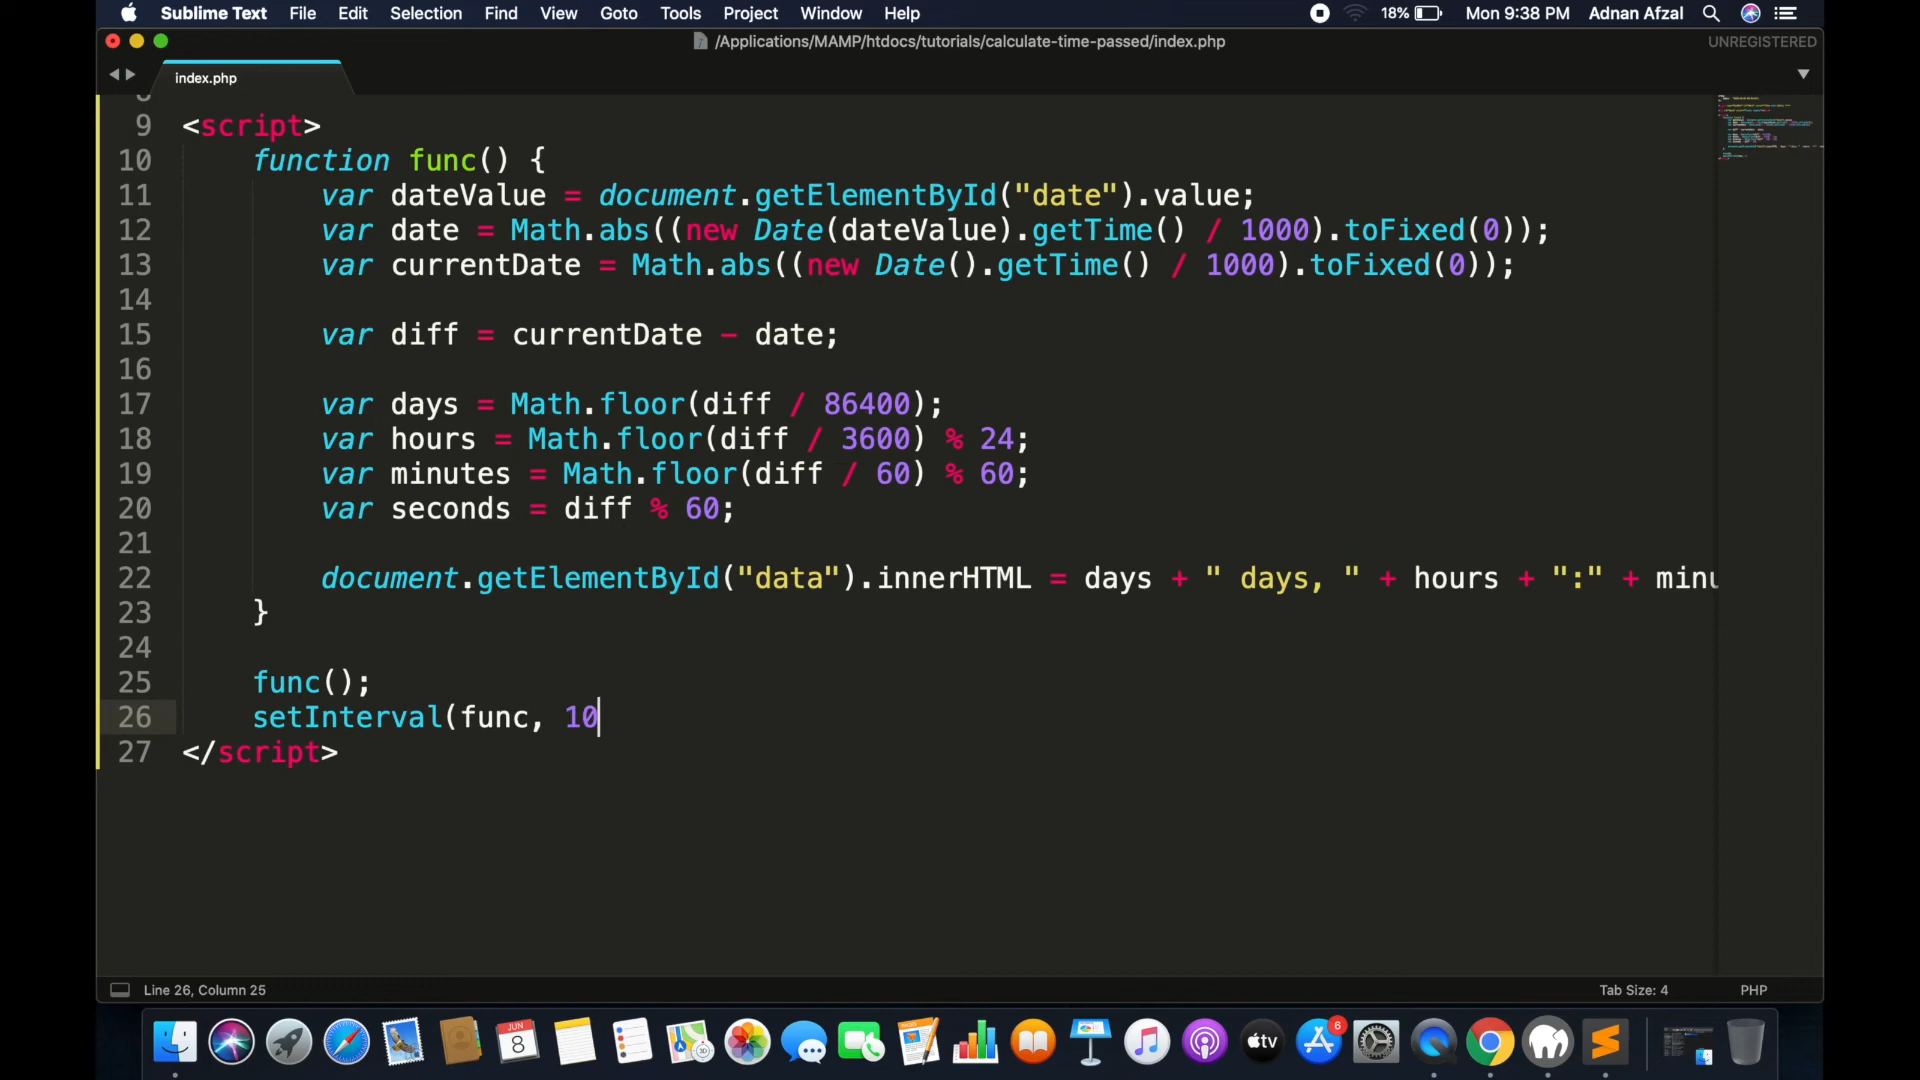 Sublime Text File Edit Selection Find View Goto Tools Project Window Help 18% Mon 9:38 PM Adnan Afzal
/Applications/MAMP/htdocs/tutorials/calculate-time-passed/index.php UNREGISTERED
index.php
9 <script>
10 function func() {
11 var dateValue = document.getElementById("date").value;
12 var date = Math.abs((new Date(dateValue).getTime() / 1000).toFixed(0));
13 var currentDate = Math.abs((new Date().getTime() / 1000).toFixed(0));
14
15 var diff = currentDate - date;
16
17 var days = Math.floor(diff / 86400);
18 var hours = Math.floor(diff / 3600) % 24;
19 var minutes = Math.floor(diff / 60) % 60;
20 var seconds = diff % 60;
21
22 document.getElementById("data").innerHTML = days + " days, " + hours + ":" + minu
23 }
24
25 func();
26 setInterval(func, 10
27 </script>
Line 26, Column 25 Tab Size: 4 PHP
JUN
8
3D
tv
6